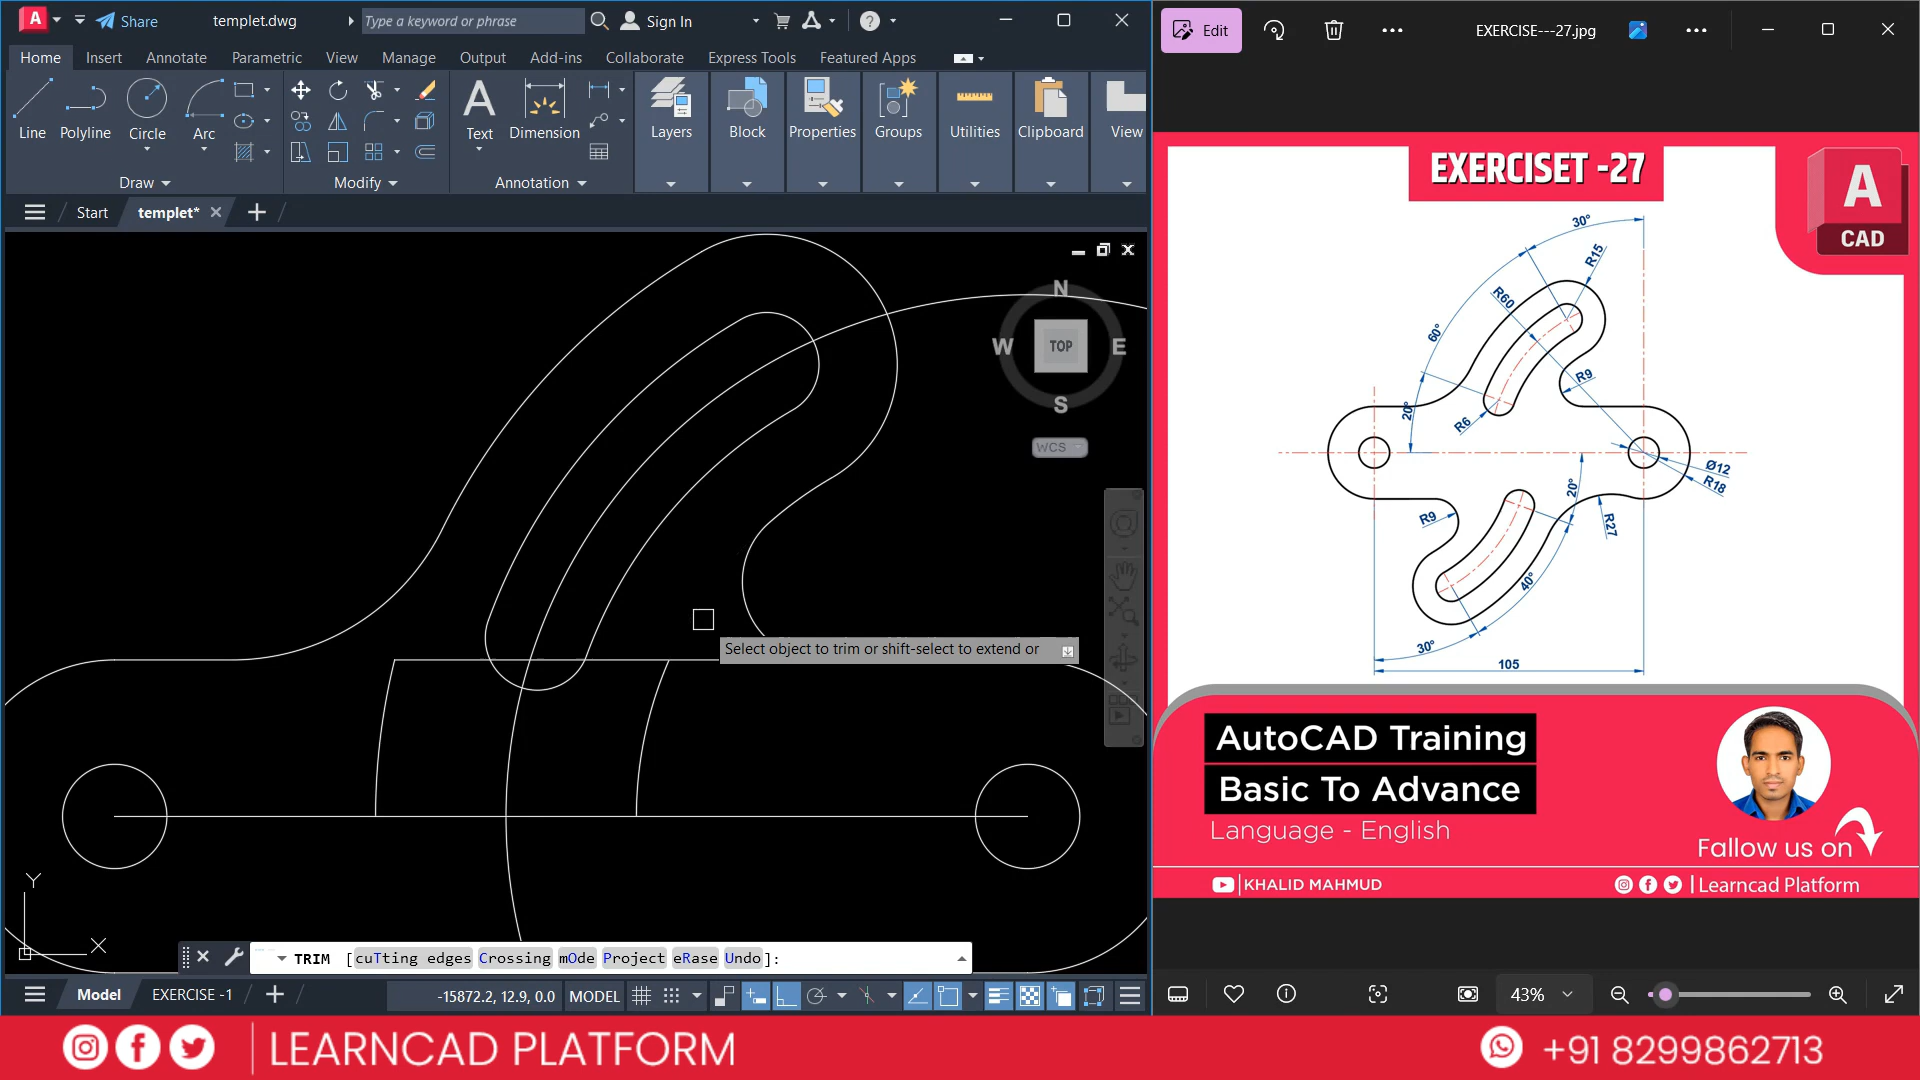 A Share templet.dwg Type a keyword or phrase Sign In
Home Insert Annotate Parametric View Manage Output Add-ins Collaborate Express Tools Featured Apps
Line Polyline Circle Arc Text Dimension Layers Block Properties Groups Utilities Clipboard View
Draw Modify Annotation
Start templet*
N
W TOP E
S
WCS
Select object to trim or shift-select to extend or
Y
X
TRIM [cuTting edges Crossing mOde Project eRase Undo]:
Model EXERCISE -1 -15872.2, 12.9, 0.0 MODEL
Edit EXERCISE---27.jpg
EXERCISET -27
A
CAD
30°
R15
R60
60°
R9
20°
R6
Ø12
R18
20°
R9
R27
40°
30°
105
AutoCAD Training
Basic To Advance
Language - English
Fallow us on
KHALID MAHMUD
Learncad Platform
43%
LEARNCAD PLATFORM
+91 8299862713